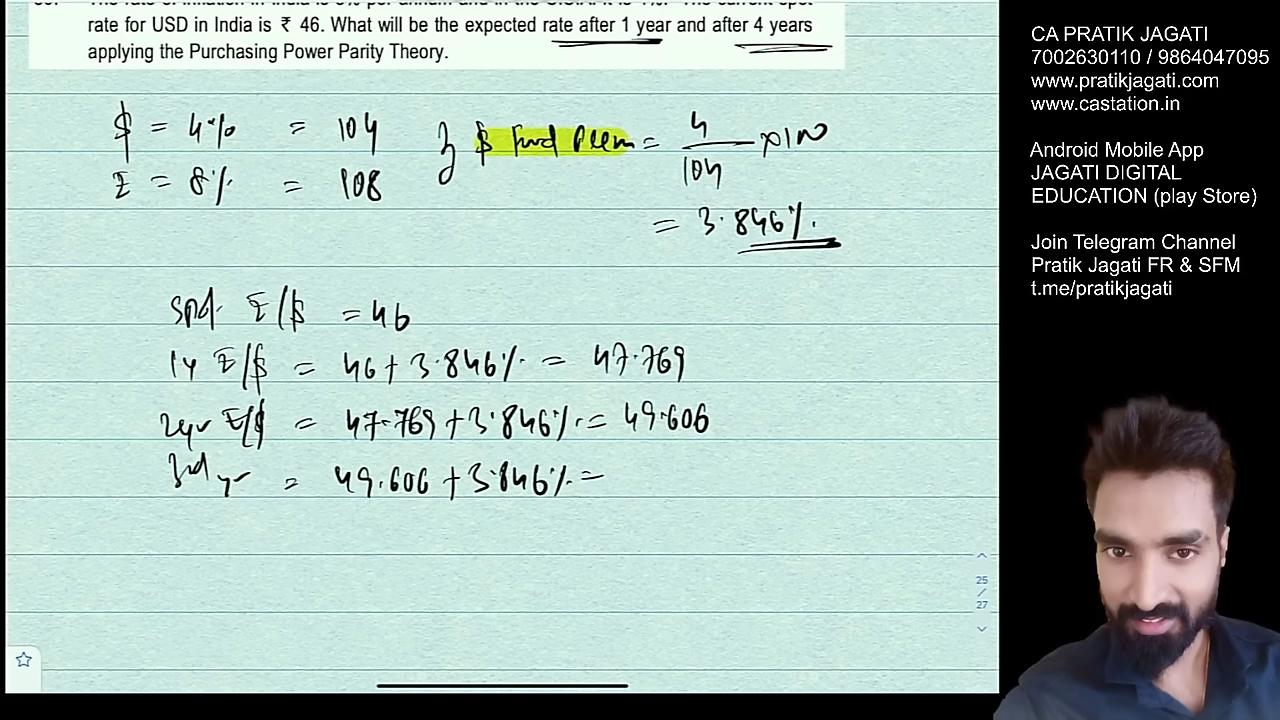 rate for USD in India is ₹ 46. What will be the expected rate after 1 year and after 4 years
applying the Purchasing Power Parity Theory.
$ = 4% = 104
₹ = 8% = 108
} $ Fwd Prem = 4/104 × 100
= 3.846%.
Spot ₹/$ = 46
1y ₹/$ = 46 + 3.846% = 47.769
2yr ₹/$ = 47.769 + 3.846% = 49.606
3rd yr = 49.606 + 3.846% =
25
/
27
CA PRATIK JAGATI
7002630110 / 9864047095
www.pratikjagati.com
www.castation.in
Android Mobile App
JAGATI DIGITAL
EDUCATION (play Store)
Join Telegram Channel
Pratik Jagati FR & SFM
t.me/pratikjagati